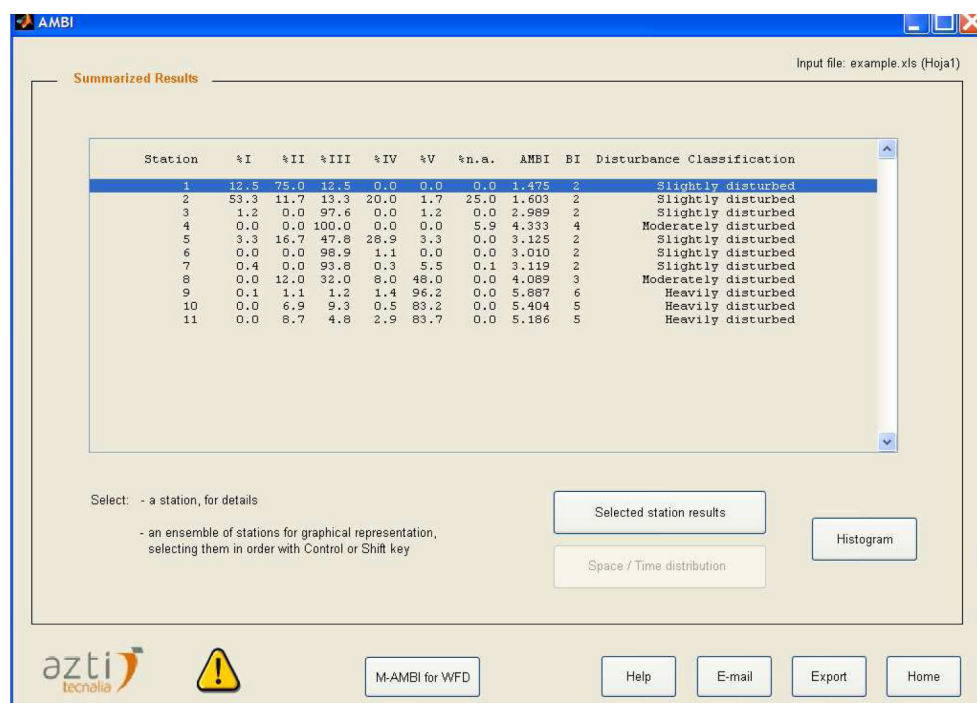 AMBI
Input file: example.xls (Hoja1)
Summarized Results
Station %I %II %III %IV %V %n.a. AMBI BI Disturbance Classification
1 12.5 75.0 12.5 0.0 0.0 0.0 1.475 2 Slightly disturbed
2 53.3 11.7 13.3 20.0 1.7 25.0 1.603 2 Slightly disturbed
3 1.2 0.0 97.6 0.0 1.2 0.0 2.989 2 Slightly disturbed
4 0.0 0.0 100.0 0.0 0.0 5.9 4.333 4 Moderately disturbed
5 3.3 16.7 47.8 28.9 3.3 0.0 3.125 2 Slightly disturbed
6 0.0 0.0 98.9 1.1 0.0 0.0 3.010 2 Slightly disturbed
7 0.4 0.0 93.8 0.3 5.5 0.1 3.119 2 Slightly disturbed
8 0.0 12.0 32.0 8.0 48.0 0.0 4.089 3 Moderately disturbed
9 0.1 1.1 1.2 1.4 96.2 0.0 5.887 6 Heavily disturbed
10 0.0 6.9 9.3 0.5 83.2 0.0 5.404 5 Heavily disturbed
11 0.0 8.7 4.8 2.9 83.7 0.0 5.186 5 Heavily disturbed
Select: - a station, for details
- an ensemble of stations for graphical representation,
selecting them in order with Control or Shift key
Selected station results
Space / Time distribution
Histogram
azti
tecnalia
M-AMBI for WFD
Help
E-mail
Export
Home